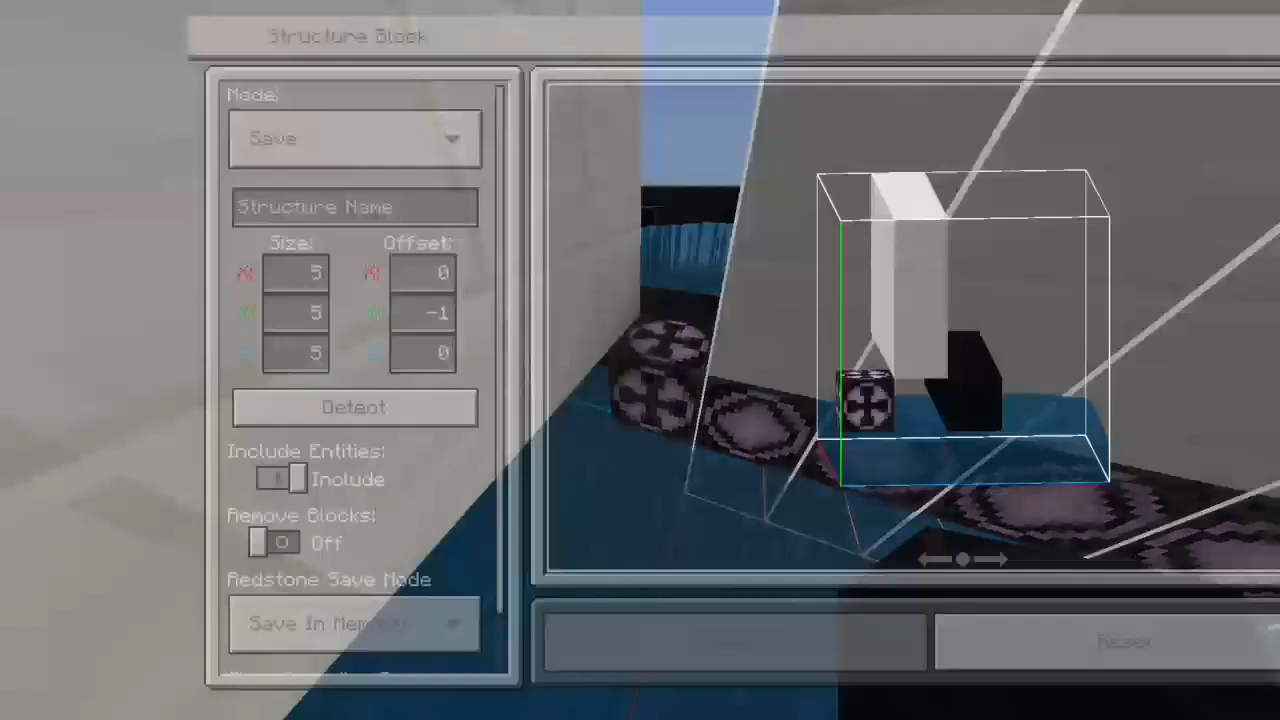 Structure Block
Mode:
Save
Structure Name
Size: Offset:
X: 5 X: 0
Y: 5 Y: -1
Z: 5 Z: 0
Detect
Include Entities:
Include
Remove Blocks:
Off
Redstone Save Mode
Save In Memory
Reset